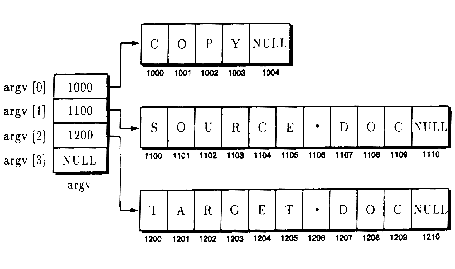 C O P Y NULL
1000 1001 1002 1003 1004
argv [0] 1000
argv [1] 1100
argv (2) 1200
argv [3) NULL
argv
S O U R C E • D O C NULL
1100 1101 1102 1103 1104 1105 1106 1107 1108 1109 1110
T A R G E T • D O C NULL
1200 1201 1202 1203 1204 1205 1206 1207 1208 1209 1210